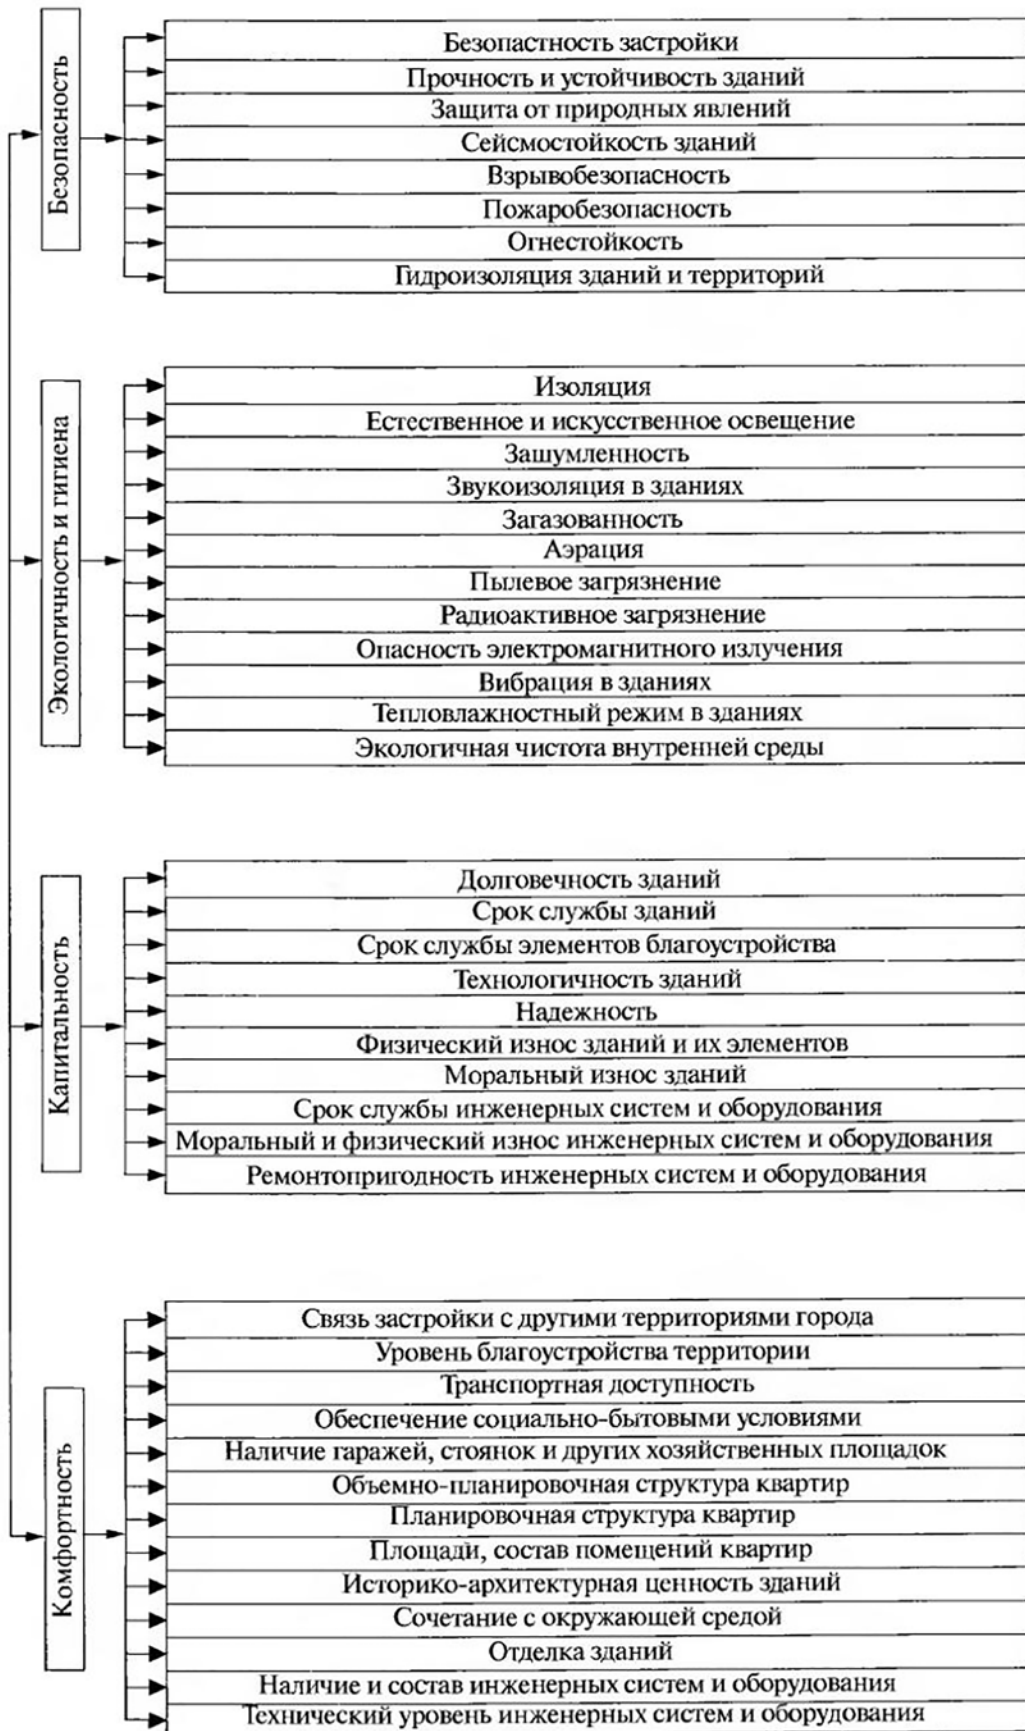 Безопасность
Безопастность застройки
Прочность и устойчивость зданий
Защита от природных явлений
Сейсмостойкость зданий
Взрывобезопасность
Пожаробезопасность
Огнестойкость
Гидроизоляция зданий и территорий
Экологичность и гигиена
Изоляция
Естественное и искусственное освещение
Зашумленность
Звукоизоляция в зданиях
Загазованность
Аэрация
Пылевое загрязнение
Радиоактивное загрязнение
Опасность электромагнитного излучения
Вибрация в зданиях
Тепловлажностный режим в зданиях
Экологичная чистота внутренней среды
Капитальность
Долговечность зданий
Срок службы зданий
Срок службы элементов благоустройства
Технологичность зданий
Надежность
Физический износ зданий и их элементов
Моральный износ зданий
Срок службы инженерных систем и оборудования
Моральный и физический износ инженерных систем и оборудования
Ремонтопригодность инженерных систем и оборудования
Комфортность
Связь застройки с другими территориями города
Уровень благоустройства территории
Транспортная доступность
Обеспечение социально-бытовыми условиями
Наличие гаражей, стоянок и других хозяйственных площадок
Объемно-планировочная структура квартир
Планировочная структура квартир
Площади, состав помещений квартир
Историко-архитектурная ценность зданий
Сочетание с окружающей средой
Отделка зданий
Наличие и состав инженерных систем и оборудования
Технический уровень инженерных систем и оборудования